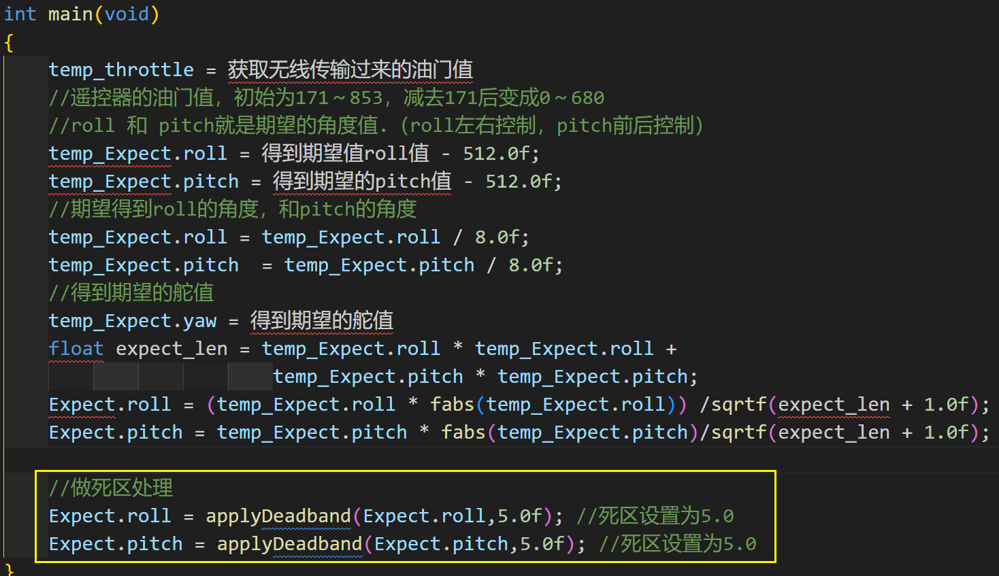 int main(void)
{
temp_throttle = 获取无线传输过来的油门值
//遥控器的油门值，初始为171～853，减去171后变成0～680
//roll 和 pitch就是期望的角度值.（roll左右控制，pitch前后控制）
temp_Expect.roll = 得到期望值roll值 - 512.0f;
temp_Expect.pitch = 得到期望的pitch值 - 512.0f;
//期望得到roll的角度，和pitch的角度
temp_Expect.roll = temp_Expect.roll / 8.0f;
temp_Expect.pitch  = temp_Expect.pitch / 8.0f;
//得到期望的舵值
temp_Expect.yaw = 得到期望的舵值
float expect_len = temp_Expect.roll * temp_Expect.roll +
temp_Expect.pitch * temp_Expect.pitch;
Expect.roll = (temp_Expect.roll * fabs(temp_Expect.roll)) /sqrtf(expect_len + 1.0f);
Expect.pitch = temp_Expect.pitch * fabs(temp_Expect.pitch)/sqrtf(expect_len + 1.0f);
//做死区处理
Expect.roll = applyDeadband(Expect.roll,5.0f); //死区设置为5.0
Expect.pitch = applyDeadband(Expect.pitch,5.0f); //死区设置为5.0
}